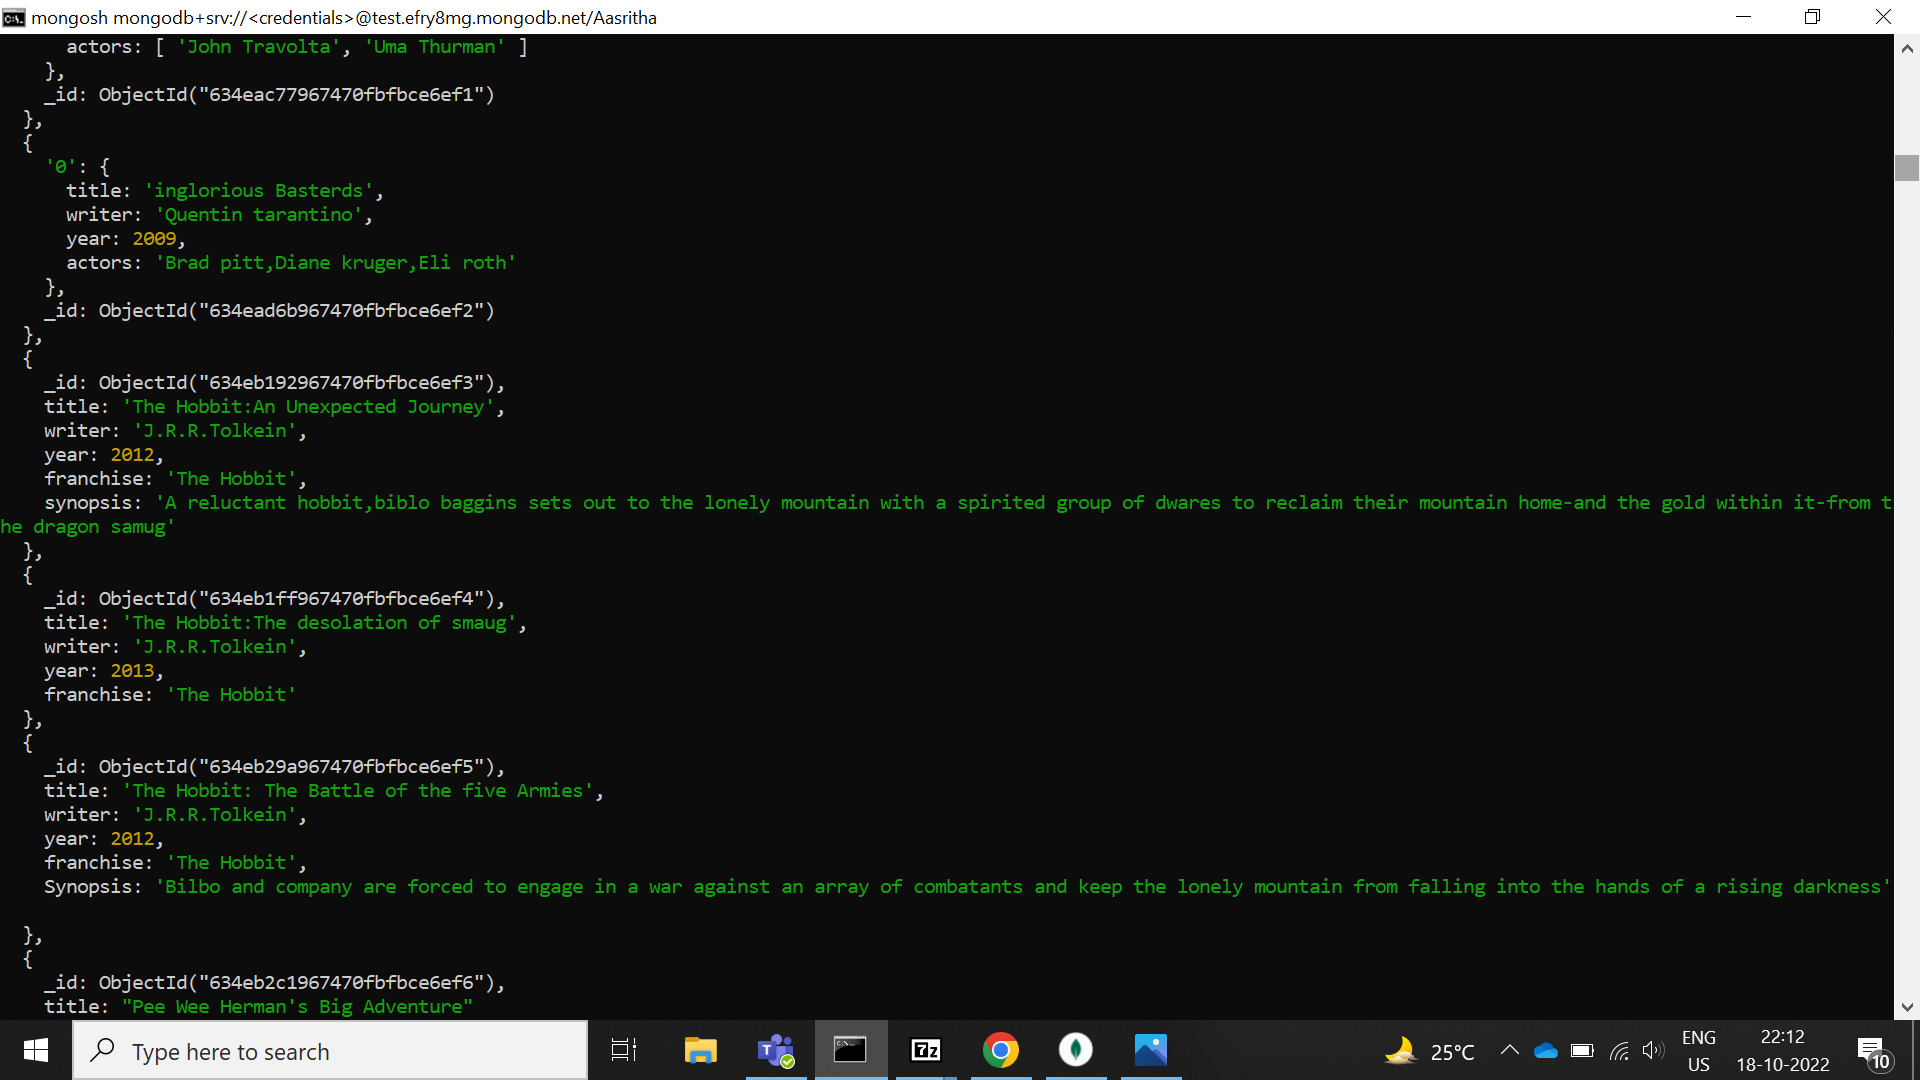 mongosh mongodb+srv://<credentials>@test.efry8mg.mongodb.net/Aasritha
actors: [ 'John Travolta', 'Uma Thurman' ]
},
_id: ObjectId("634eac77967470fbfbce6ef1")
},
{
'0': {
title: 'inglorious Basterds',
writer: 'Quentin tarantino',
year: 2009,
actors: 'Brad pitt,Diane kruger,Eli roth'
},
_id: ObjectId("634ead6b967470fbfbce6ef2")
},
{
_id: ObjectId("634eb192967470fbfbce6ef3"),
title: 'The Hobbit:An Unexpected Journey',
writer: 'J.R.R.Tolkein',
year: 2012,
franchise: 'The Hobbit',
synopsis: 'A reluctant hobbit,biblo baggins sets out to the lonely mountain with a spirited group of dwares to reclaim their mountain home-and the gold within it-from t
he dragon samug'
},
{
_id: ObjectId("634eb1ff967470fbfbce6ef4"),
title: 'The Hobbit:The desolation of smaug',
writer: 'J.R.R.Tolkein',
year: 2013,
franchise: 'The Hobbit'
},
{
_id: ObjectId("634eb29a967470fbfbce6ef5"),
title: 'The Hobbit: The Battle of the five Armies',
writer: 'J.R.R.Tolkein',
year: 2012,
franchise: 'The Hobbit',
Synopsis: 'Bilbo and company are forced to engage in a war against an array of combatants and keep the lonely mountain from falling into the hands of a rising darkness'
},
{
_id: ObjectId("634eb2c1967470fbfbce6ef6"),
title: "Pee Wee Herman's Big Adventure"
Type here to search
7z
25°C
ENG
US
22:12
18-10-2022
10